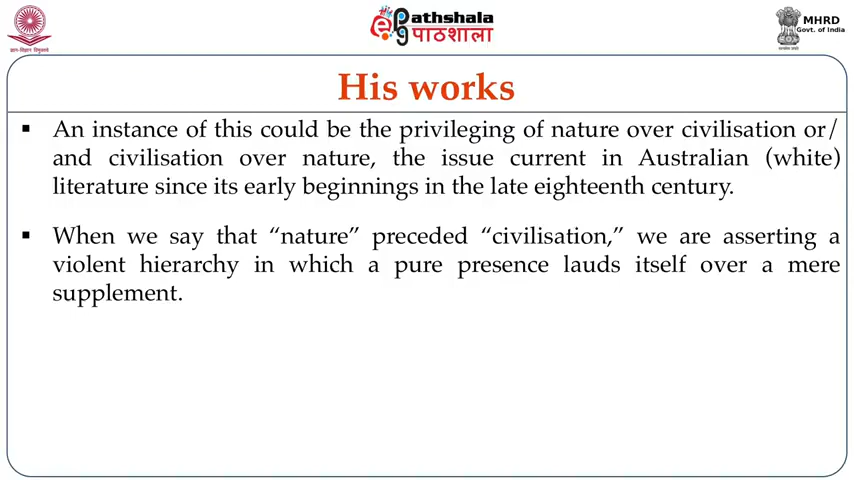 ePathshala
पाठशाला
MHRD
Govt. of India
His works
▪ An instance of this could be the privileging of nature over civilisation or/
and civilisation over nature, the issue current in Australian (white)
literature since its early beginnings in the late eighteenth century.
▪ When we say that “nature” preceded “civilisation,” we are asserting a
violent hierarchy in which a pure presence lauds itself over a mere
supplement.